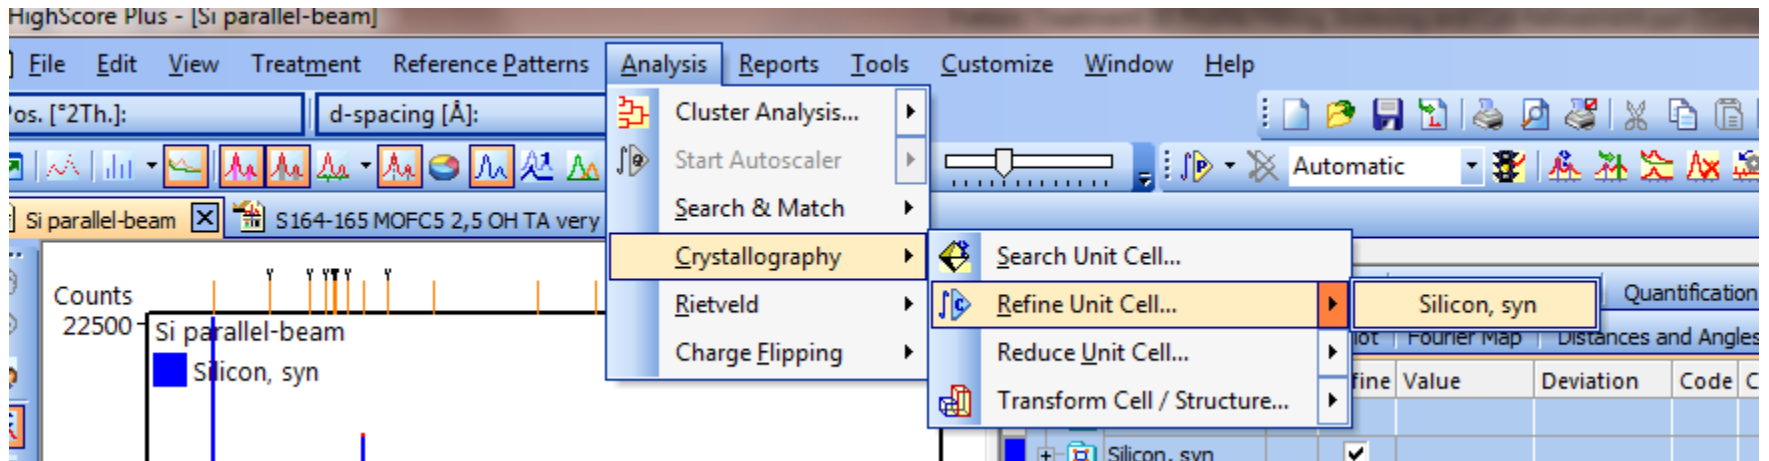 HighScore Plus - [Si parallel-beam]
File Edit View Treatment Reference Patterns Analysis Reports Tools Customize Window Help
Pos. [°2Th.]: d-spacing [Å]:
Cluster Analysis...
Start Autoscaler
Automatic
Search & Match
Si parallel-beam S164-165 MOFC5 2,5 OH TA very
Crystallography
Search Unit Cell...
Counts
Rietveld
Refine Unit Cell...
Silicon, syn
Quantification
22500
Si parallel-beam
Charge Flipping
Reduce Unit Cell...
Fourier Map Distances and Angles
Silicon, syn
Transform Cell / Structure...
Value Deviation Code
Silicon, syn